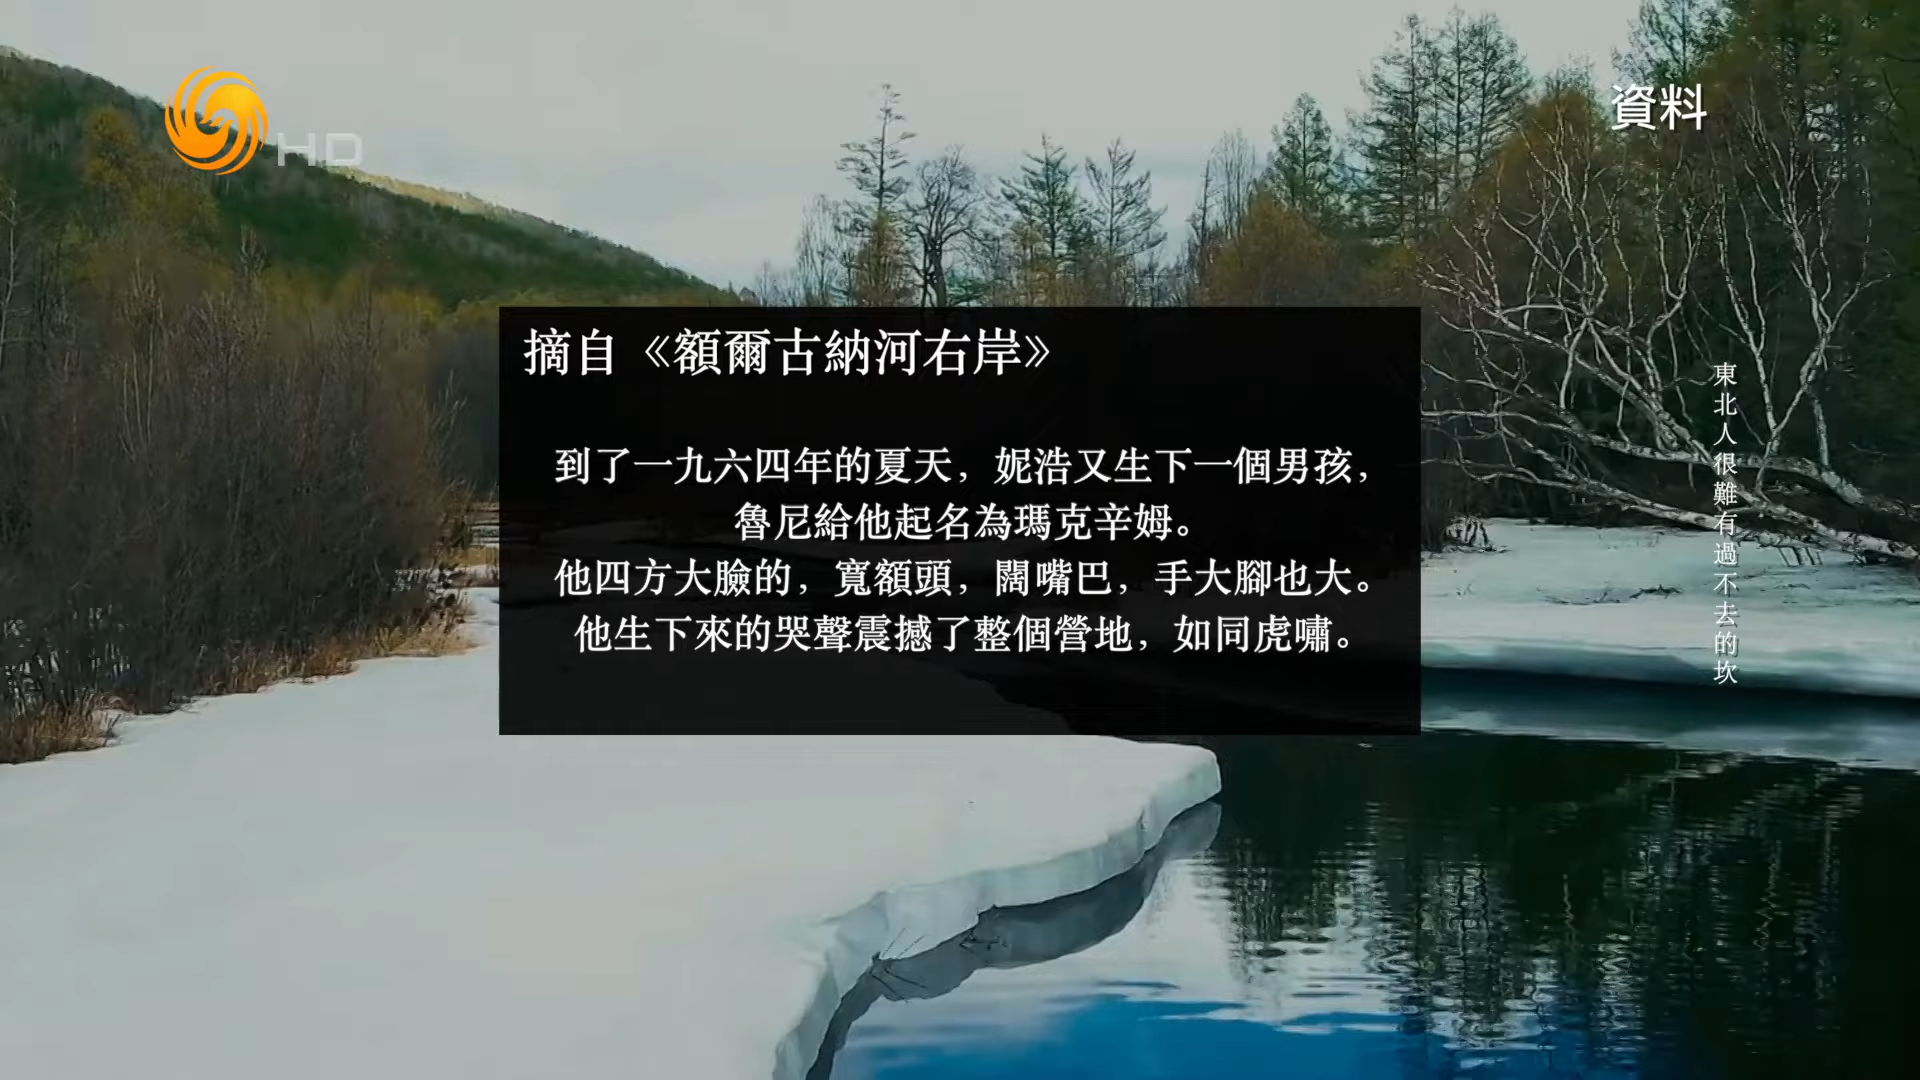 HD
資料
摘自《額爾古納河右岸》
到了一九六四年的夏天，妮浩又生下一個男孩，
魯尼給他起名為瑪克辛姆。
他四方大臉的，寬額頭，闊嘴巴，手大腳也大。
他生下來的哭聲震撼了整個營地，如同虎嘯。
東北人很難有過不去的坎